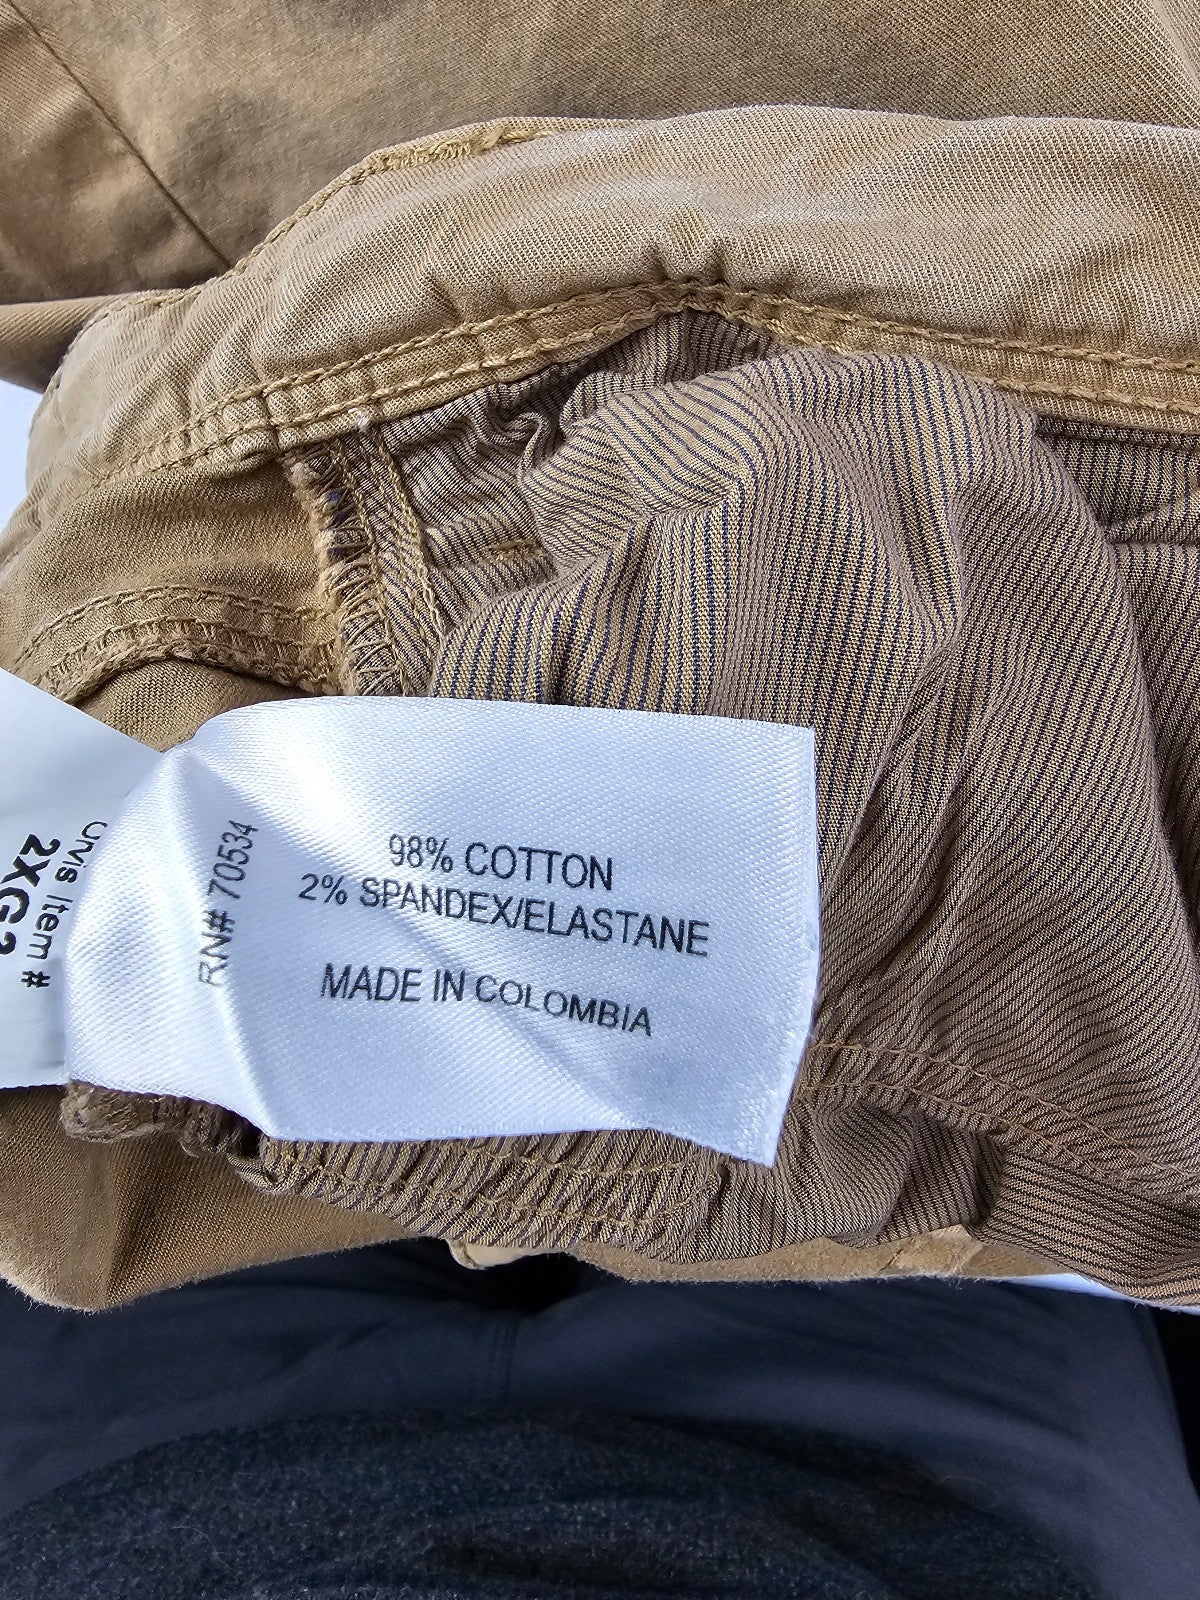 98% COTTON
2% SPANDEX/ELASTANE
MADE IN COLOMBIA
RN# 70534
Item #